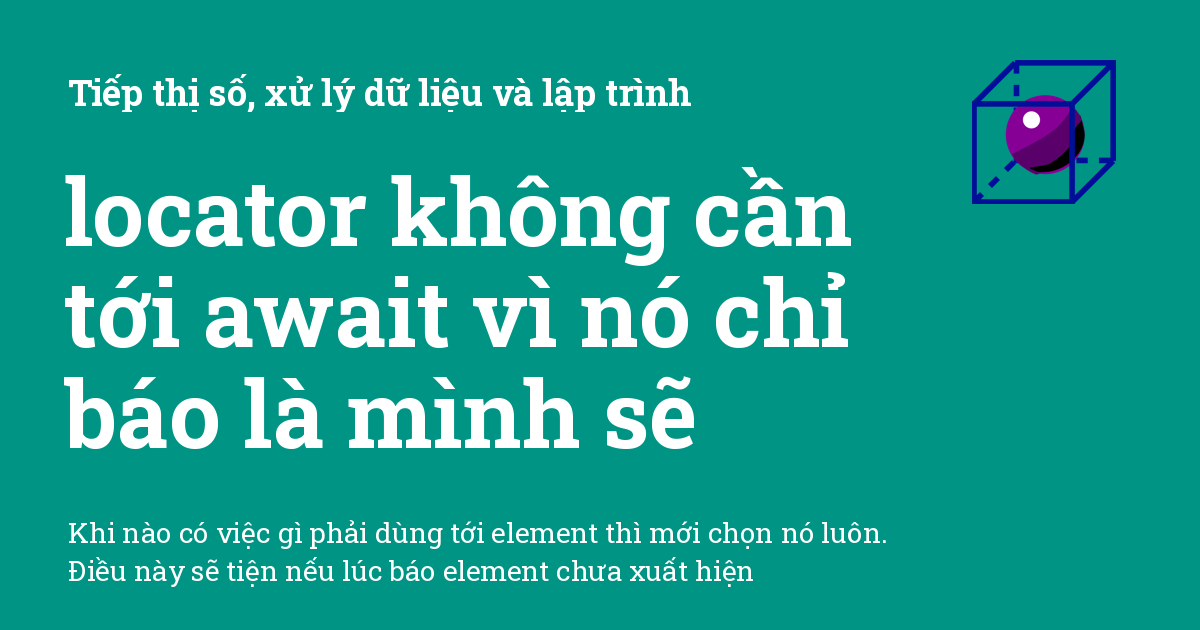 Tiếp thị số, xử lý dữ liệu và lập trình
locator không cần
tới await vì nó chỉ
báo là mình sẽ
Khi nào có việc gì phải dùng tới element thì mới chọn nó luôn.
Điều này sẽ tiện nếu lúc báo element chưa xuất hiện